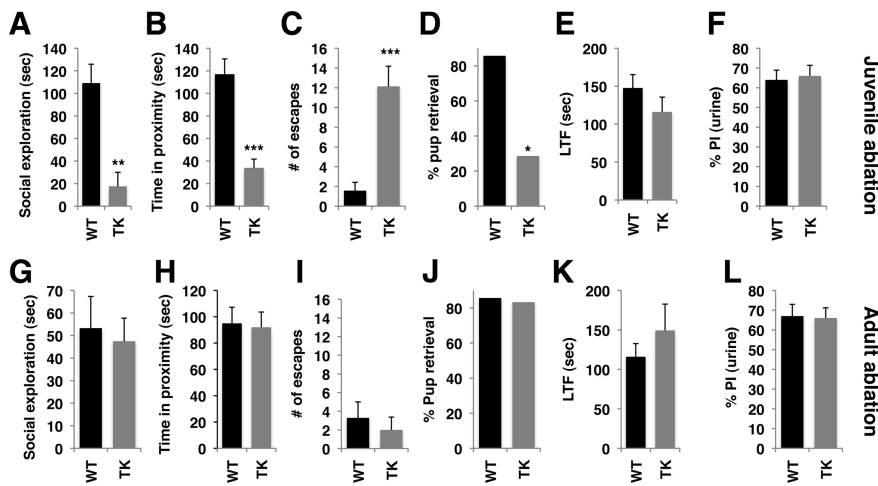 A
Social exploration (sec)
140
120
100
80
60
40
20
0
**
WT
TK
B
Time in proximity (sec)
140
120
100
80
60
40
20
0
***
WT
TK
C
# of escapes
16
14
12
10
8
6
4
2
0
***
WT
TK
D
% pup retrieval
80
60
40
20
0
*
WT
TK
E
LTF (sec)
200
150
100
50
0
WT
TK
F
% PI (urine)
80
70
60
50
40
30
20
10
0
WT
TK
Juvenile ablation
G
Social exploration (sec)
70
60
50
40
30
20
10
0
WT
TK
H
Time in proximity (sec)
120
100
80
60
40
20
0
WT
TK
I
# of escapes
16
14
12
10
8
6
4
2
0
WT
TK
J
% Pup retrieval
80
60
40
20
0
WT
TK
K
LTF (sec)
200
150
100
50
0
WT
TK
L
% PI (urine)
80
70
60
50
40
30
20
10
0
WT
TK
Adult ablation